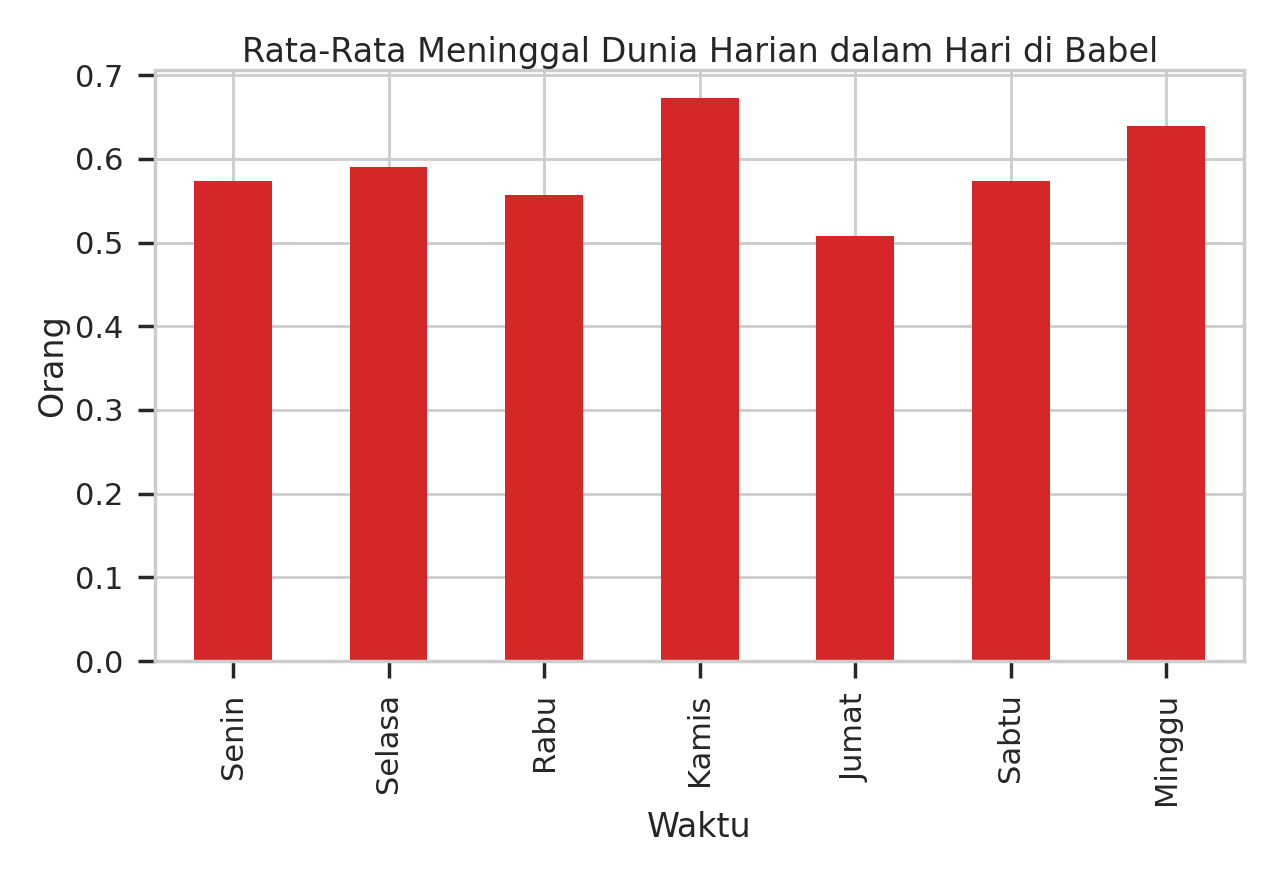 Rata-Rata Meninggal Dunia Harian dalam Hari di Babel
0.7
0.6
0.5
0.4
0.3
0.2
0.1
0.0
Orang
Senin
Selasa
Rabu
Kamis
Jumat
Sabtu
Minggu
Waktu